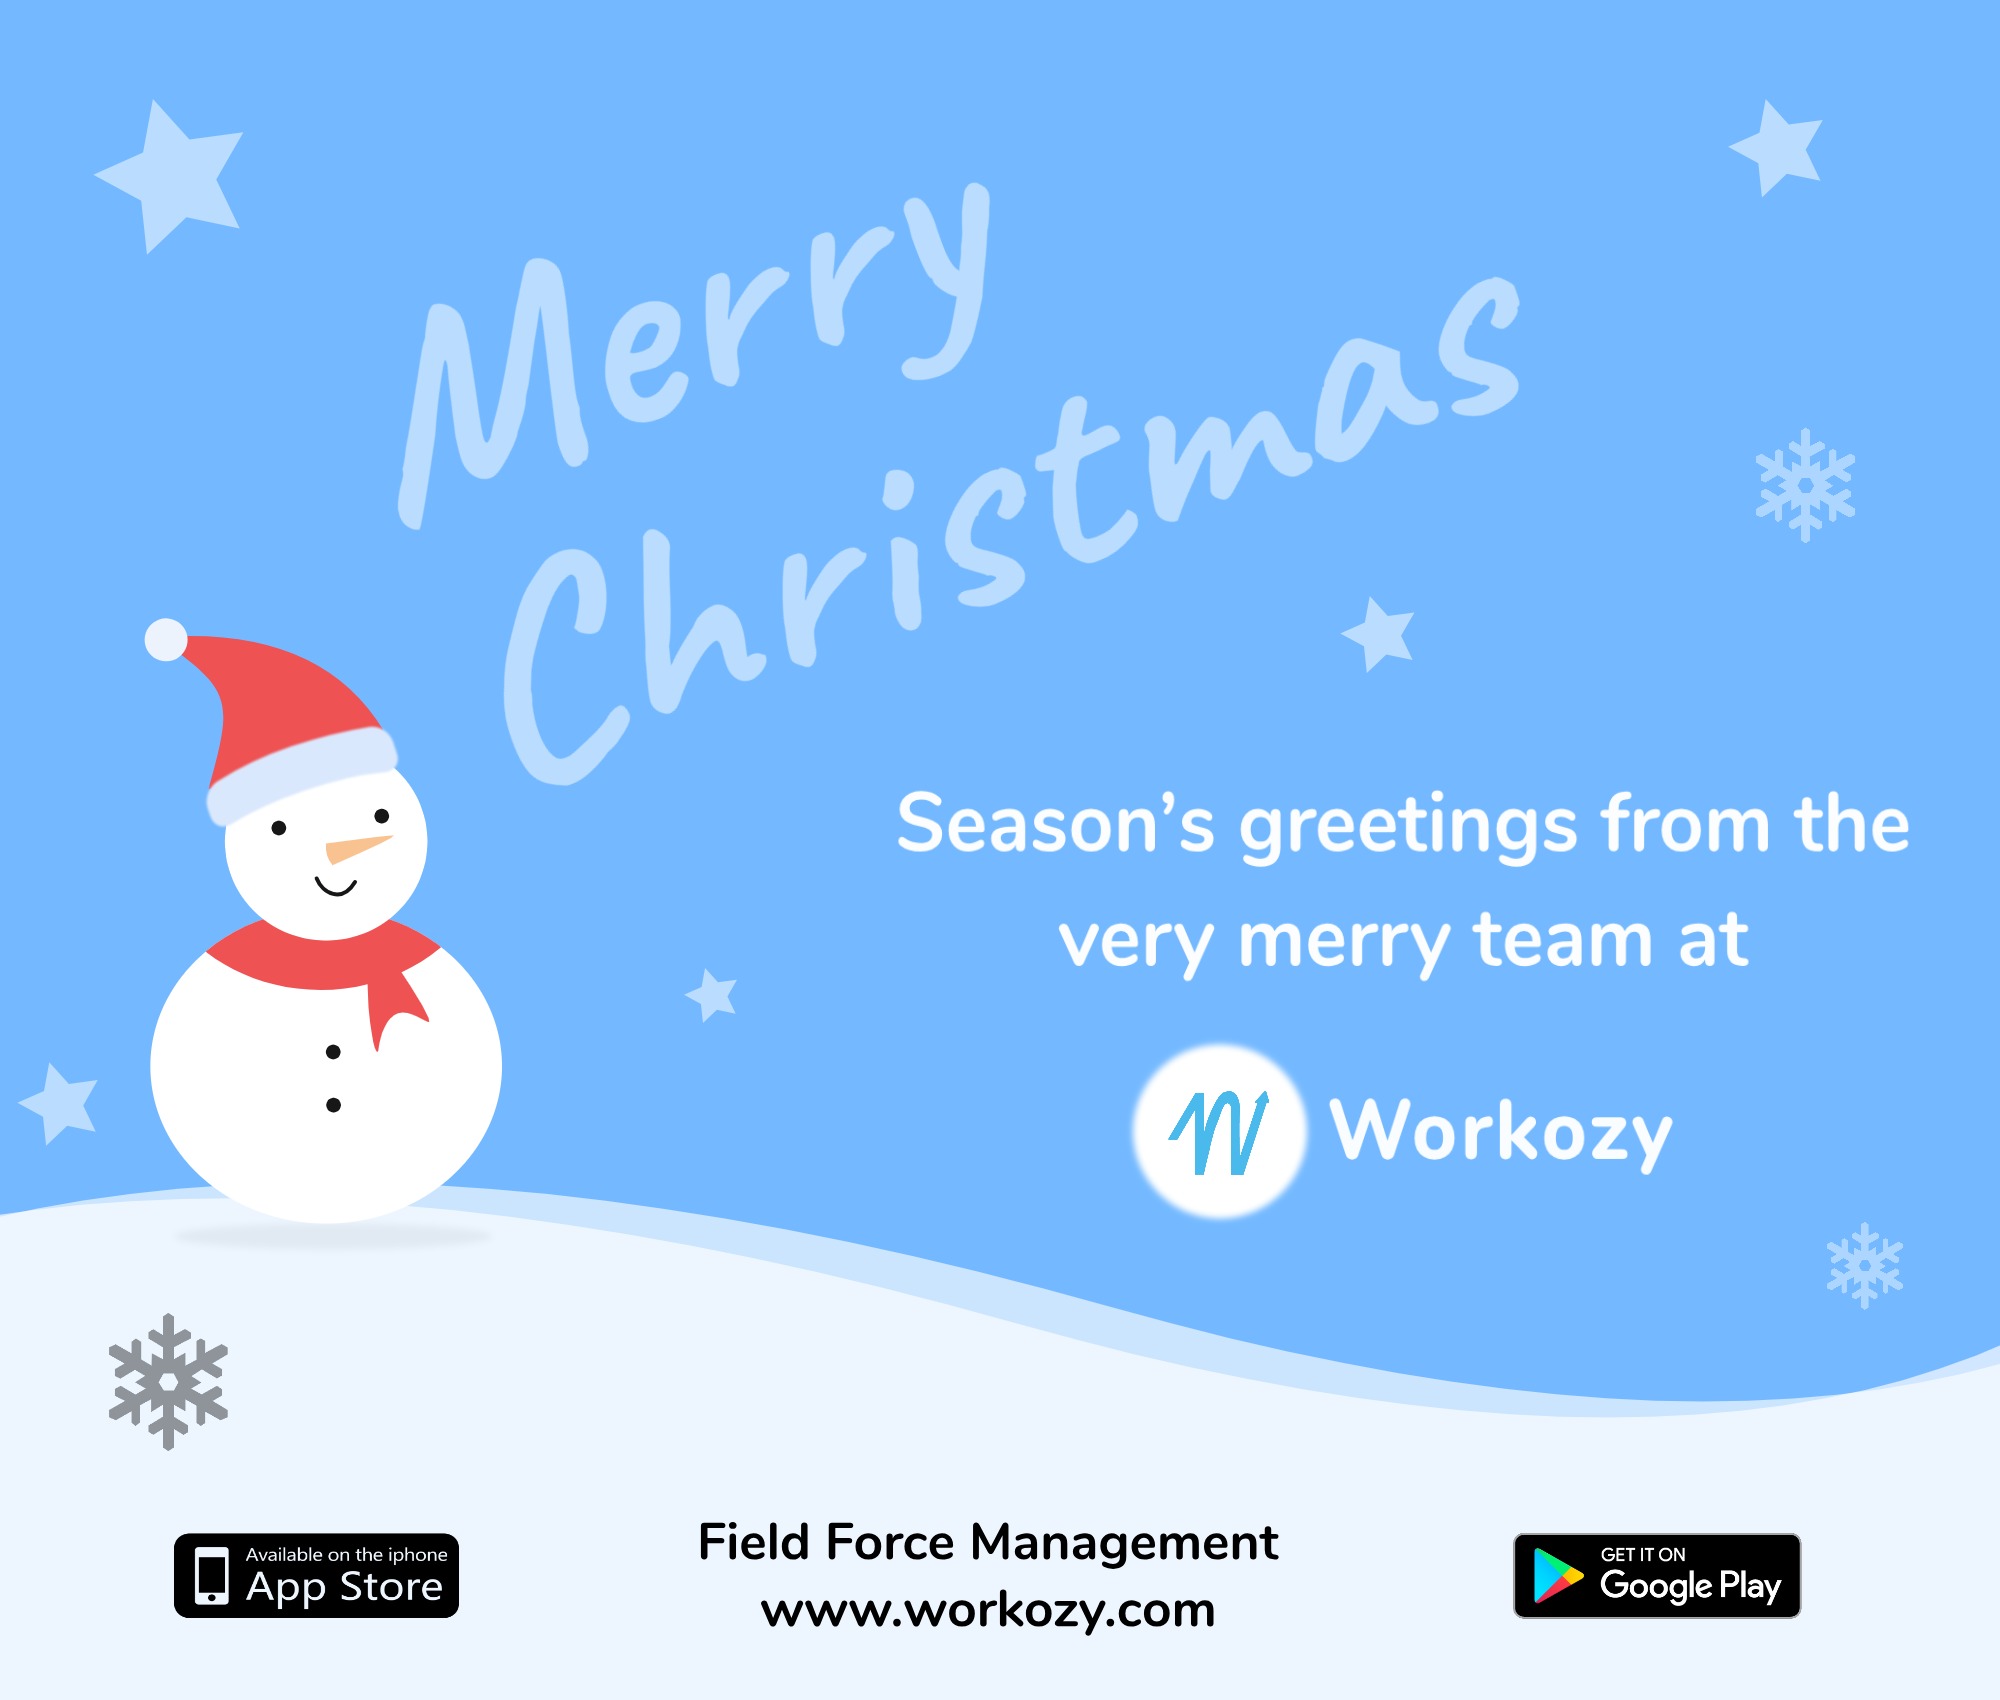 Merry
Christmas
Season’s greetings from the
very merry team at
Workozy
Available on the iphone
App Store
Field Force Management
www.workozy.com
GET IT ON
Google Play